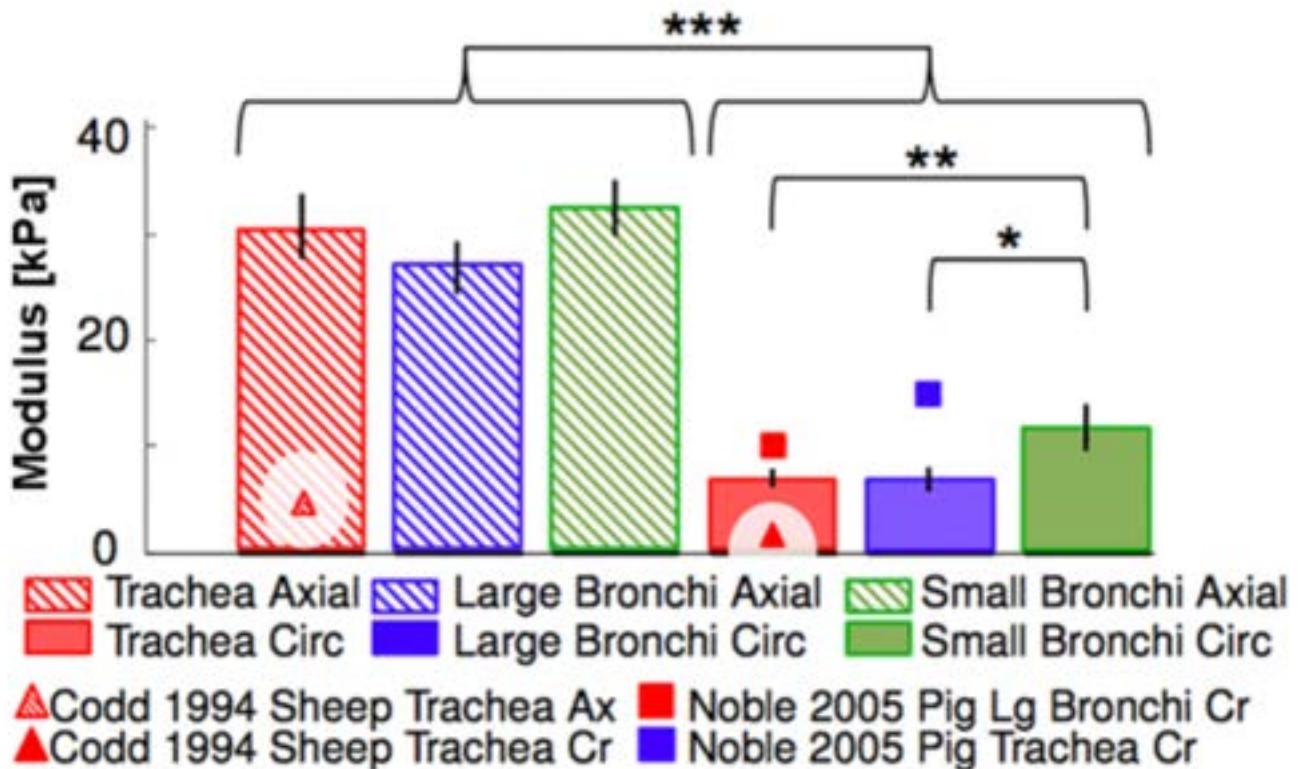 ***
40
**
*
Modulus [kPa]
20
0
Trachea Axial Large Bronchi Axial Small Bronchi Axial
Trachea Circ Large Bronchi Circ Small Bronchi Circ
Codd 1994 Sheep Trachea Ax Noble 2005 Pig Lg Bronchi Cr
Codd 1994 Sheep Trachea Cr Noble 2005 Pig Trachea Cr